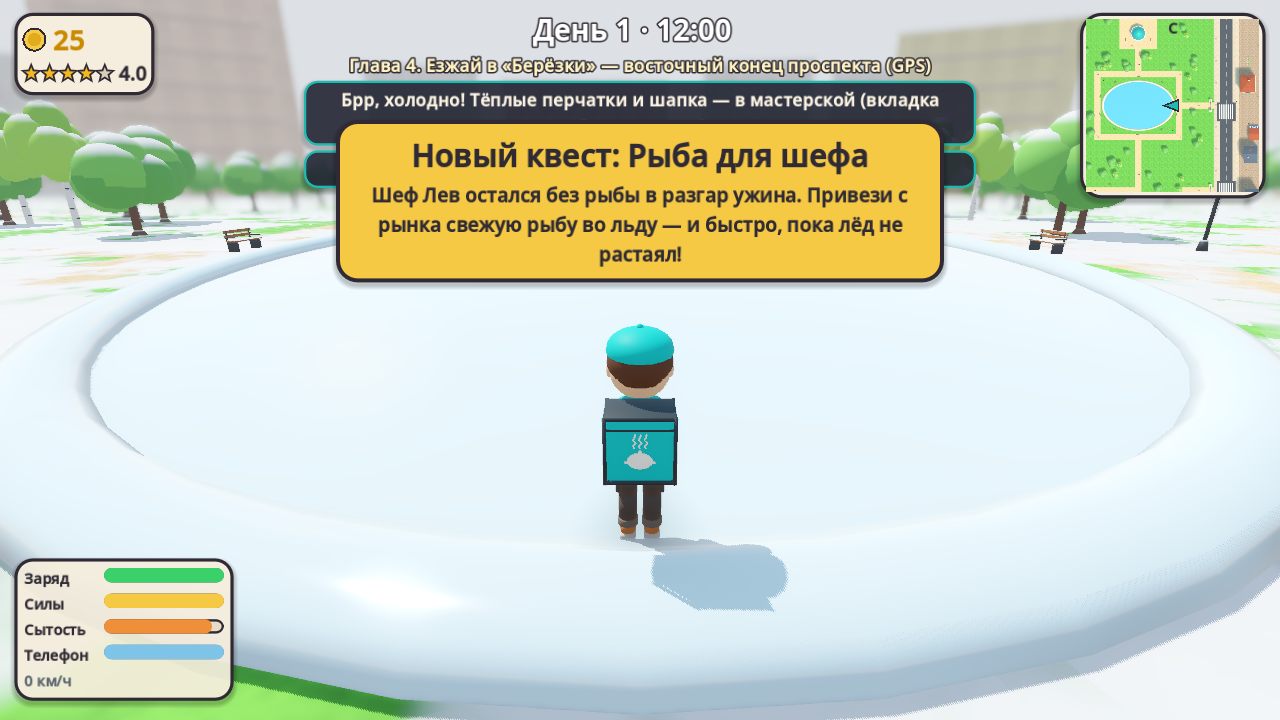 25
4.0
День 1 · 12:00
Глава 4. Езжай в «Берёзки» — восточный конец проспекта (GPS)
Брр, холодно! Тёплые перчатки и шапка — в мастерской (вкладка
Новый квест: Рыба для шефа
Шеф Лев остался без рыбы в разгар ужина. Привези с
рынка свежую рыбу во льду — и быстро, пока лёд не
растаял!
С
Заряд
Силы
Сытость
Телефон
0 км/ч